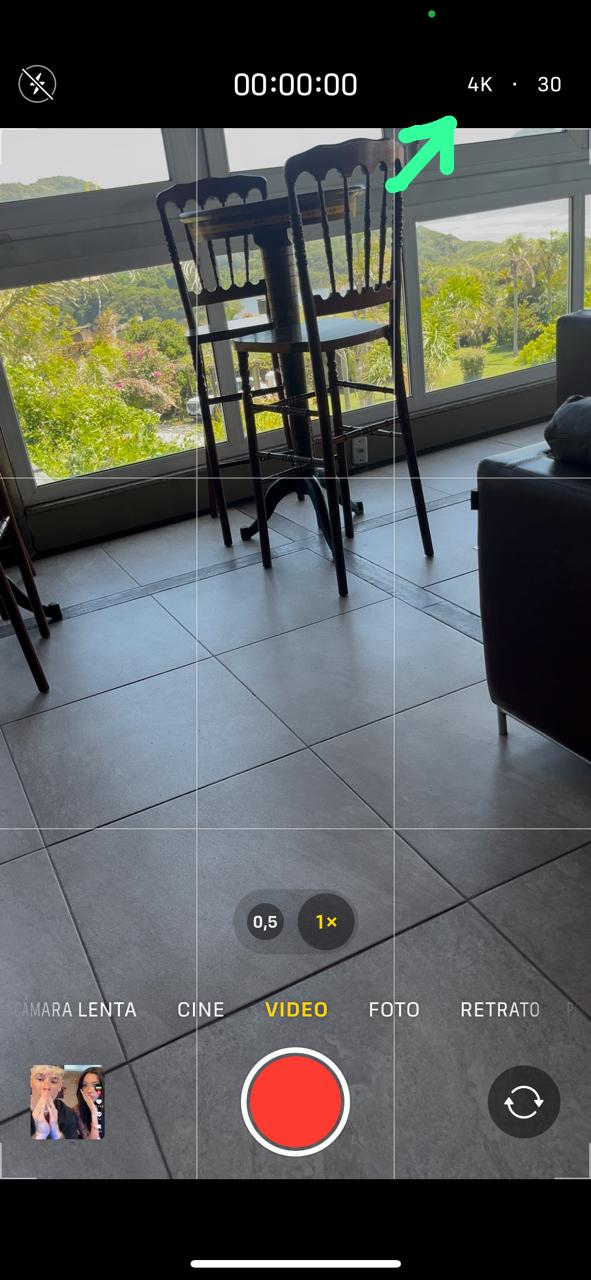 00:00:00
4K · 30
0,5 1×
CÁMARA LENTA CINE VIDEO FOTO RETRATO